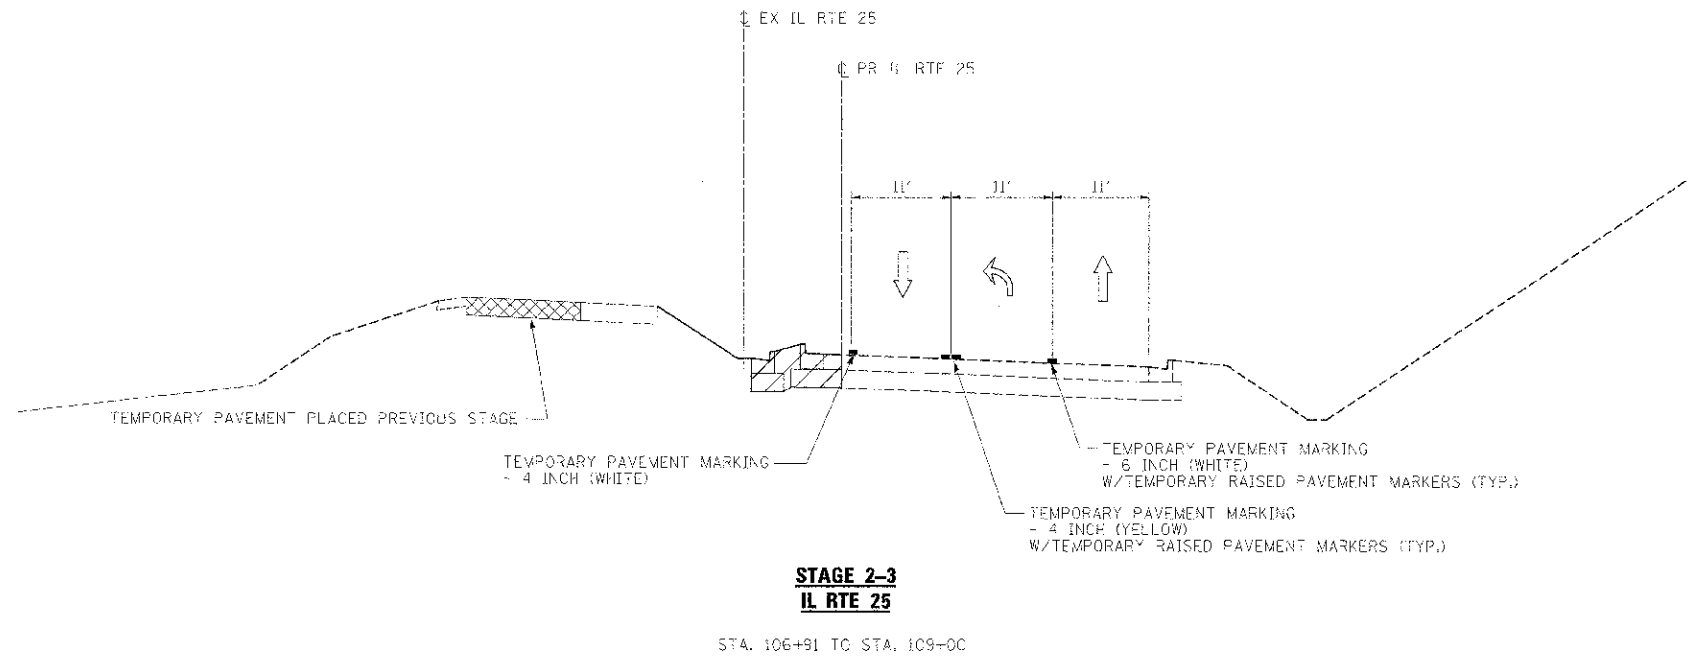 ℄ EX IL RTE 25
℄ PR IL RTE 25
11' 11' 11'
TEMPORARY PAVEMENT PLACED PREVIOUS STAGE
TEMPORARY PAVEMENT MARKING
- 4 INCH (WHITE)
TEMPORARY PAVEMENT MARKING
- 6 INCH (WHITE)
W/TEMPORARY RAISED PAVEMENT MARKERS (TYP.)
TEMPORARY PAVEMENT MARKING
- 4 INCH (YELLOW)
W/TEMPORARY RAISED PAVEMENT MARKERS (TYP.)
STAGE 2-3
IL RTE 25
STA. 106+91 TO STA. 109+00